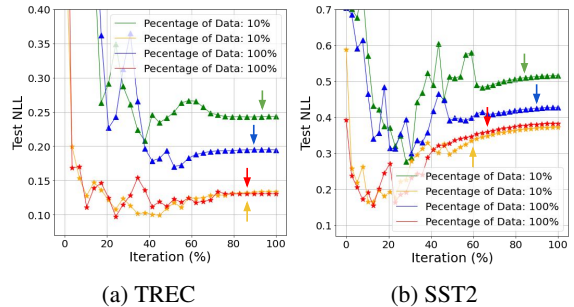 0.40
0.35
0.30
0.25
0.20
0.15
0.10
Test NLL
Pecentage of Data: 10%
Pecentage of Data: 10%
Pecentage of Data: 100%
Pecentage of Data: 100%
0 20 40 60 80 100
Iteration (%)
(a) TREC
0.7
0.6
0.5
0.4
0.3
0.2
0.1
Test NLL
Pecentage of Data: 10%
Pecentage of Data: 10%
Pecentage of Data: 100%
Pecentage of Data: 100%
0 20 40 60 80 100
Iteration (%)
(b) SST2